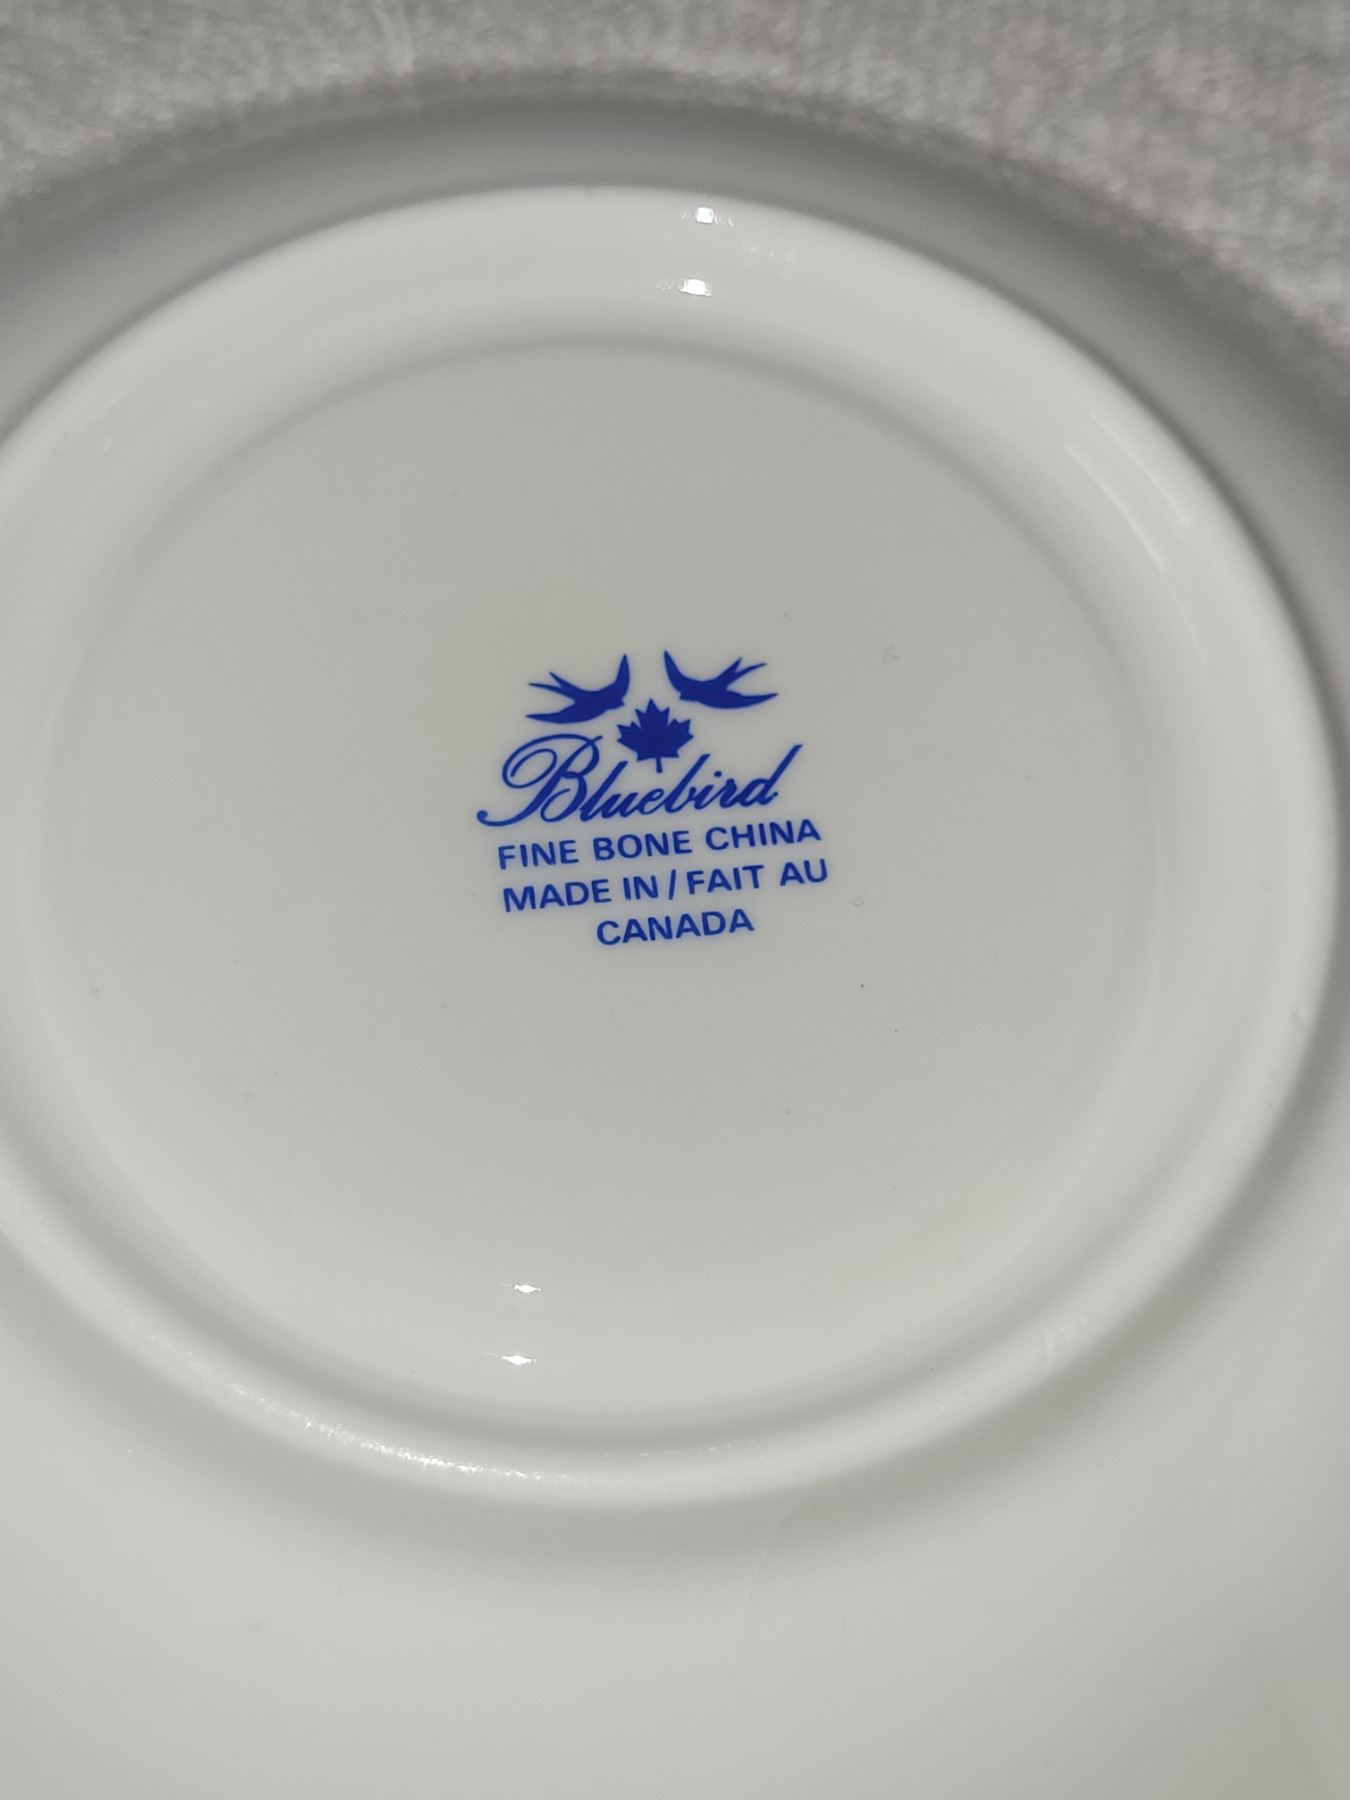 Bluebird
FINE BONE CHINA
MADE IN / FAIT AU
CANADA